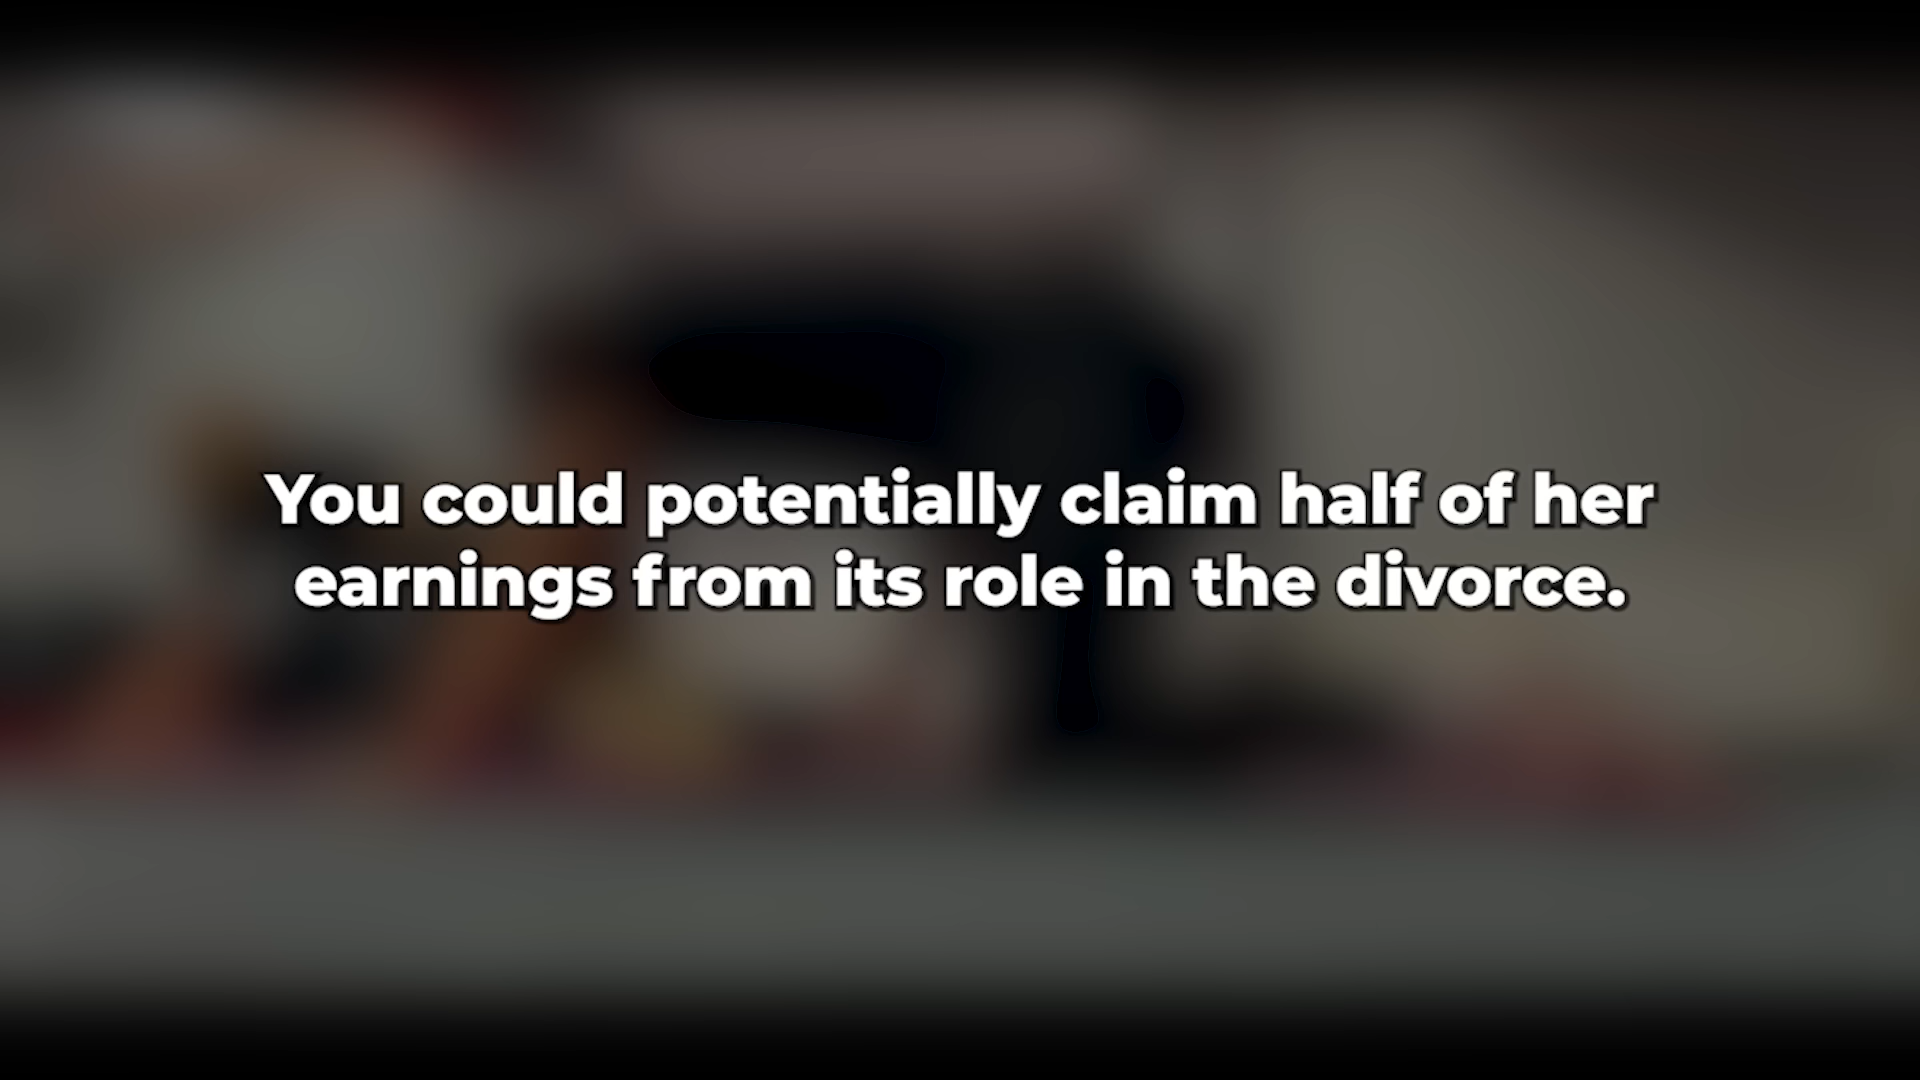 You could potentially claim half of her
earnings from its role in the divorce.